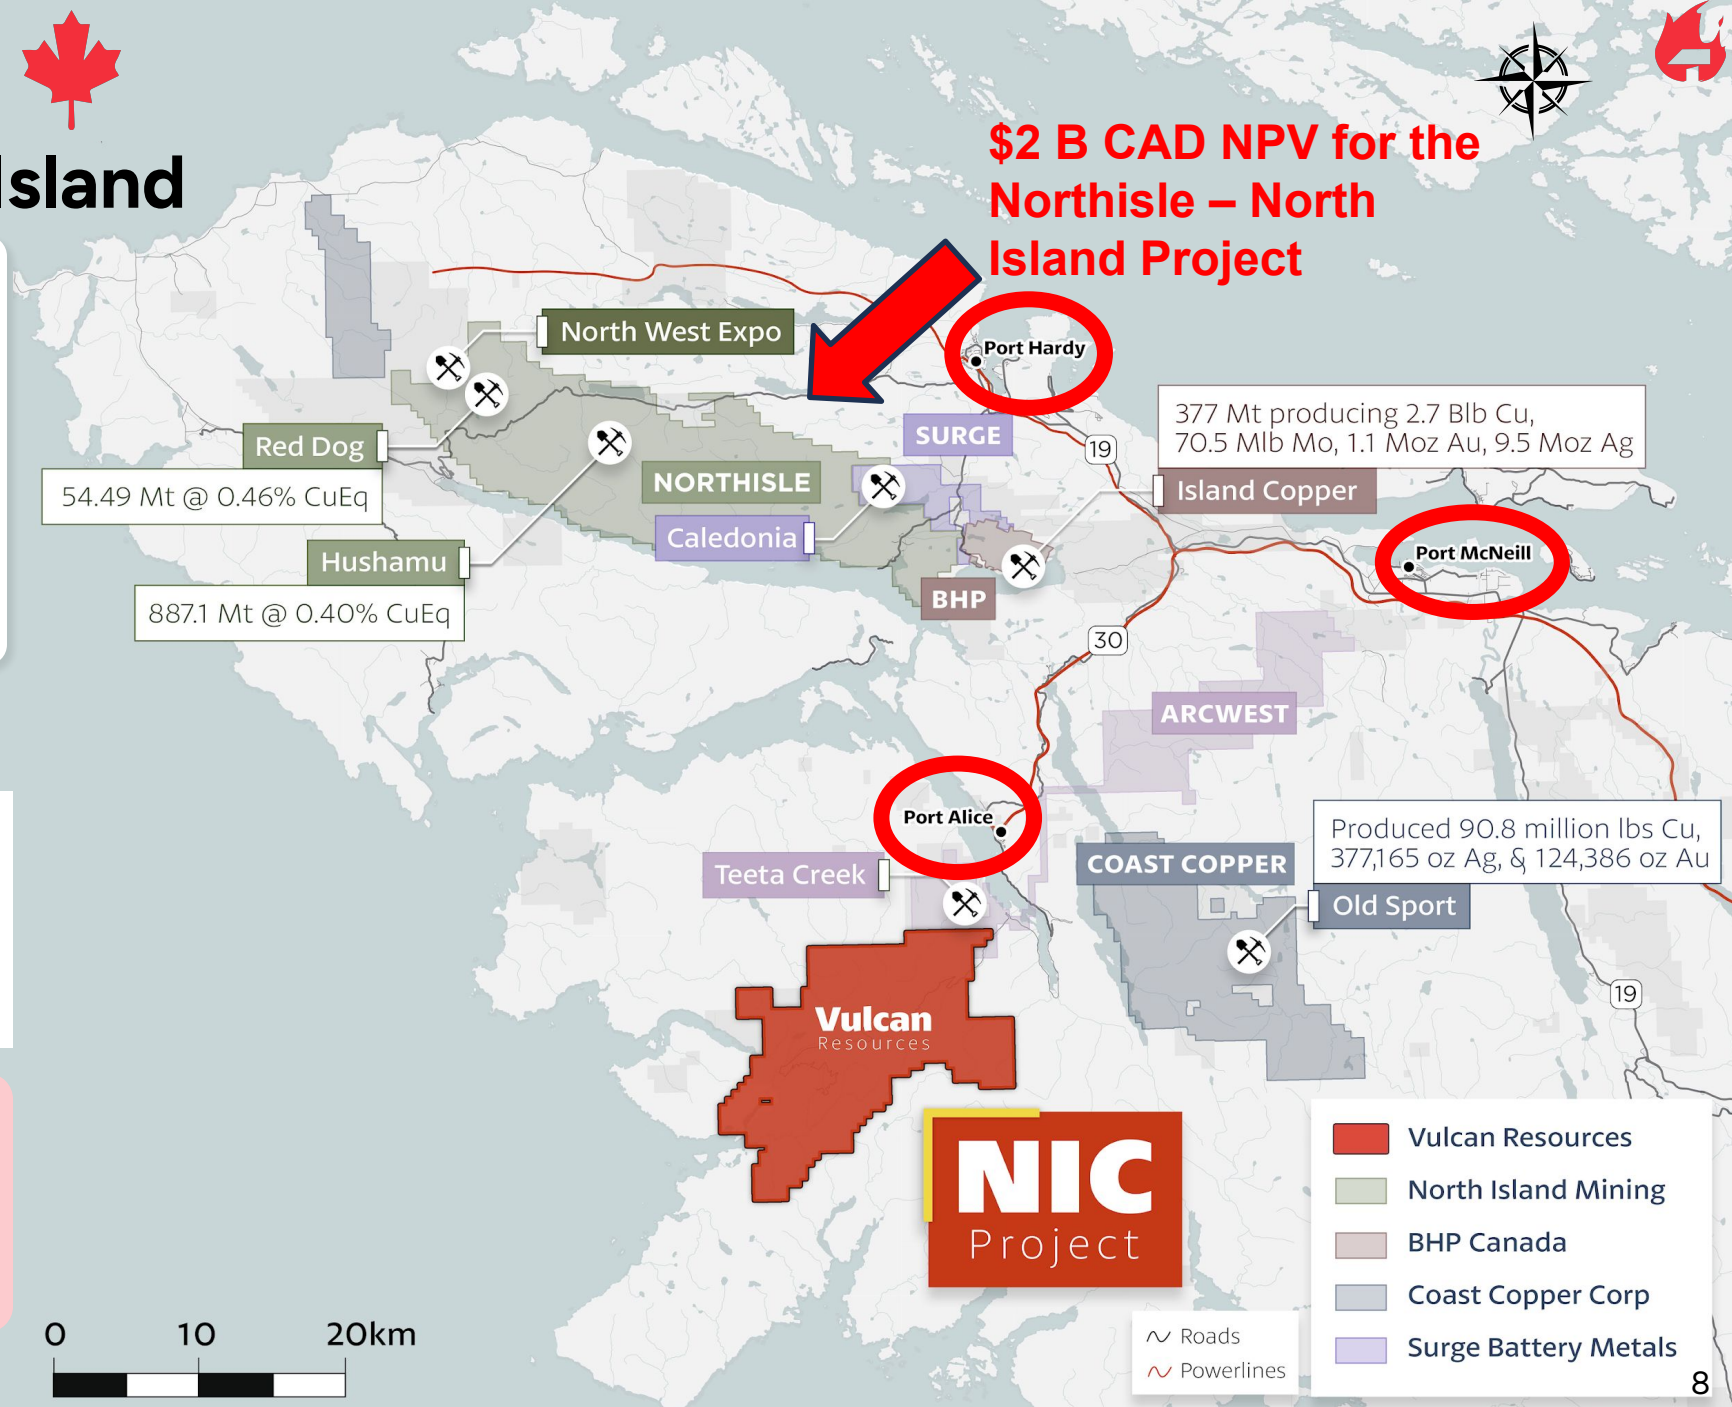 Island
$2 B CAD NPV for the
Northisle – North
Island Project
North West Expo
Port Hardy
377 Mt producing 2.7 Blb Cu,
70.5 Mlb Mo, 1.1 Moz Au, 9.5 Moz Ag
SURGE
Red Dog
19
54.49 Mt @ 0.46% CuEq
NORTHISLE
Island Copper
Caledonia
Port McNeill
Hushamu
BHP
887.1 Mt @ 0.40% CuEq
30
ARCWEST
Port Alice
Produced 90.8 million lbs Cu,
377,165 oz Ag, & 124,386 oz Au
COAST COPPER
Teeta Creek
Old Sport
19
Vulcan
Resources
NIC
Project
Vulcan Resources
North Island Mining
BHP Canada
Coast Copper Corp
Surge Battery Metals
Roads
Powerlines
0 10 20km
8